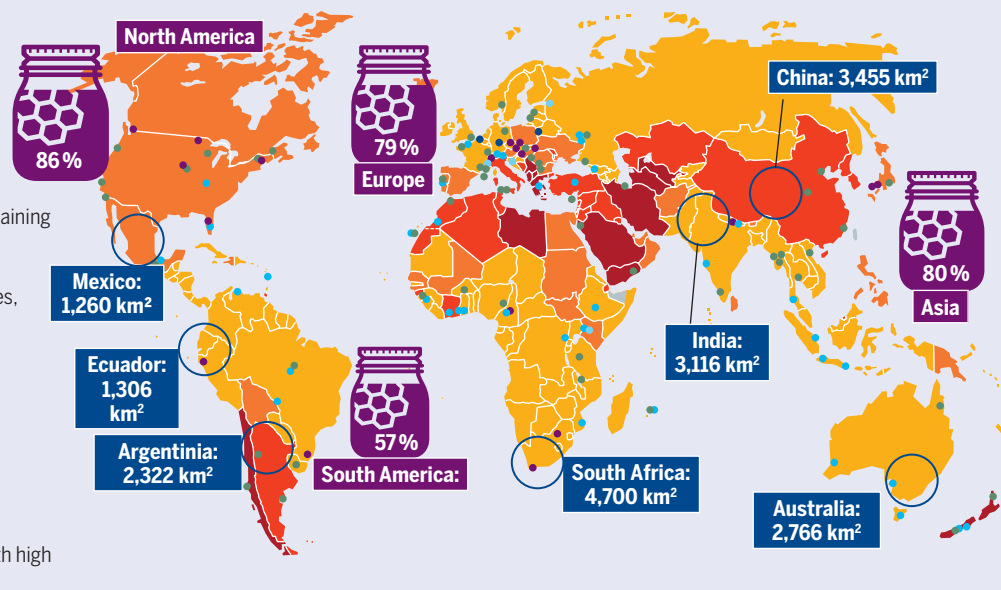 North America
86 %
79 %
Europe
China: 3,455 km²
80 %
Asia
aining
Mexico:
1,260 km²
es,
Ecuador:
1,306
km²
57 %
South America:
Argentinia:
2,322 km²
India:
3,116 km²
South Africa:
4,700 km²
Australia:
2,766 km²
th high